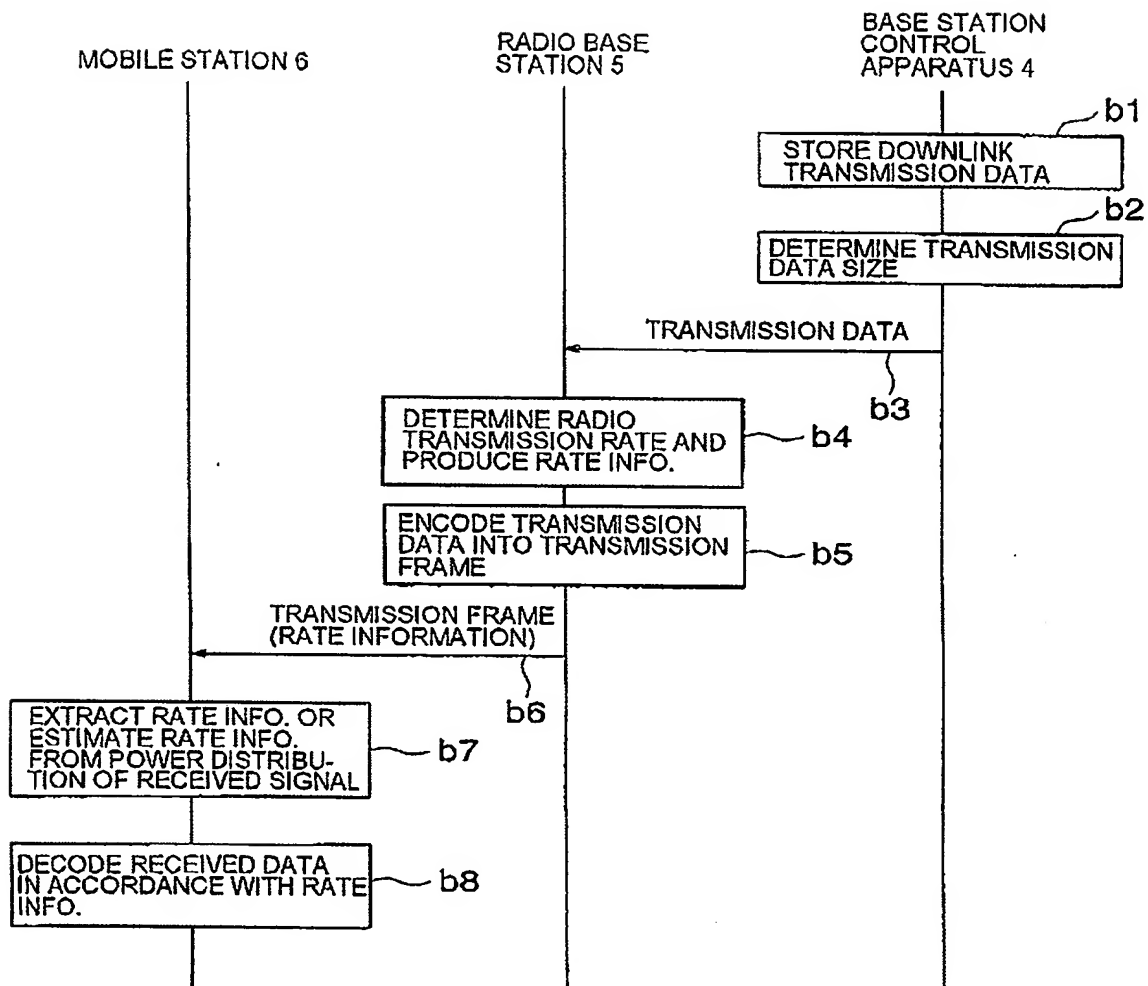 MOBILE STATION 6
RADIO BASE
STATION 5
BASE STATION
CONTROL
APPARATUS 4
b1
STORE DOWNLINK
TRANSMISSION DATA
b2
DETERMINE TRANSMISSION
DATA SIZE
TRANSMISSION DATA
b3
DETERMINE RADIO
TRANSMISSION RATE AND
PRODUCE RATE INFO.
b4
ENCODE TRANSMISSION
DATA INTO TRANSMISSION
FRAME
b5
TRANSMISSION FRAME
(RATE INFORMATION)
b6
EXTRACT RATE INFO. OR
ESTIMATE RATE INFO.
FROM POWER DISTRIBU-
TION OF RECEIVED SIGNAL
b7
DECODE RECEIVED DATA
IN ACCORDANCE WITH RATE
INFO.
b8